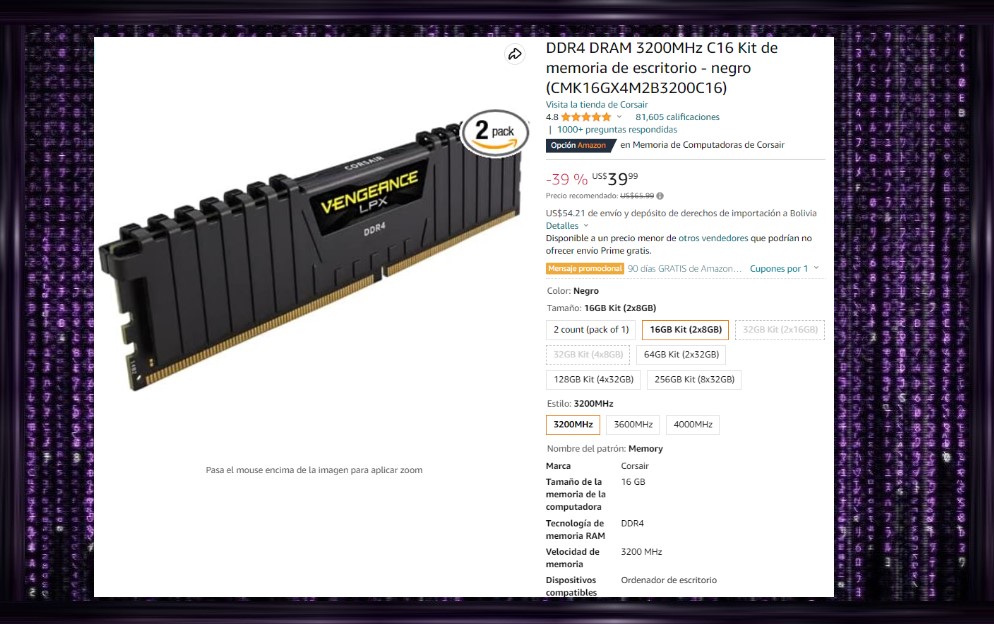 DDR4 DRAM 3200MHz C16 Kit de
memoria de escritorio - negro
(CMK16GX4M2B3200C16)
Visita la tienda de Corsair
4.8 81,605 calificaciones
| 1000+ preguntas respondidas
Opción Amazon en Memoria de Computadoras de Corsair
2 pack
CORSAIR
VENGEANCE
LPX
DDR4
-39 % US$39⁹⁹
Precio recomendado: US$65.99
US$54.21 de envío y depósito de derechos de importación a Bolivia
Detalles
Disponible a un precio menor de otros vendedores que podrían no
ofrecer envío Prime gratis.
Mensaje promocional 90 días GRATIS de Amazon... Cupones por 1
Color: Negro
Tamaño: 16GB Kit (2x8GB)
2 count (pack of 1) 16GB Kit (2x8GB) 32GB Kit (2x16GB)
32GB Kit (4x8GB) 64GB Kit (2x32GB)
128GB Kit (4x32GB) 256GB Kit (8x32GB)
Estilo: 3200MHz
3200MHz 3600MHz 4000MHz
Nombre del patrón: Memory
Pasa el mouse encima de la imagen para aplicar zoom
Marca Corsair
Tamaño de la 16 GB
memoria de la
computadora
Tecnología de DDR4
memoria RAM
Velocidad de 3200 MHz
memoria
Dispositivos Ordenador de escritorio
compatibles